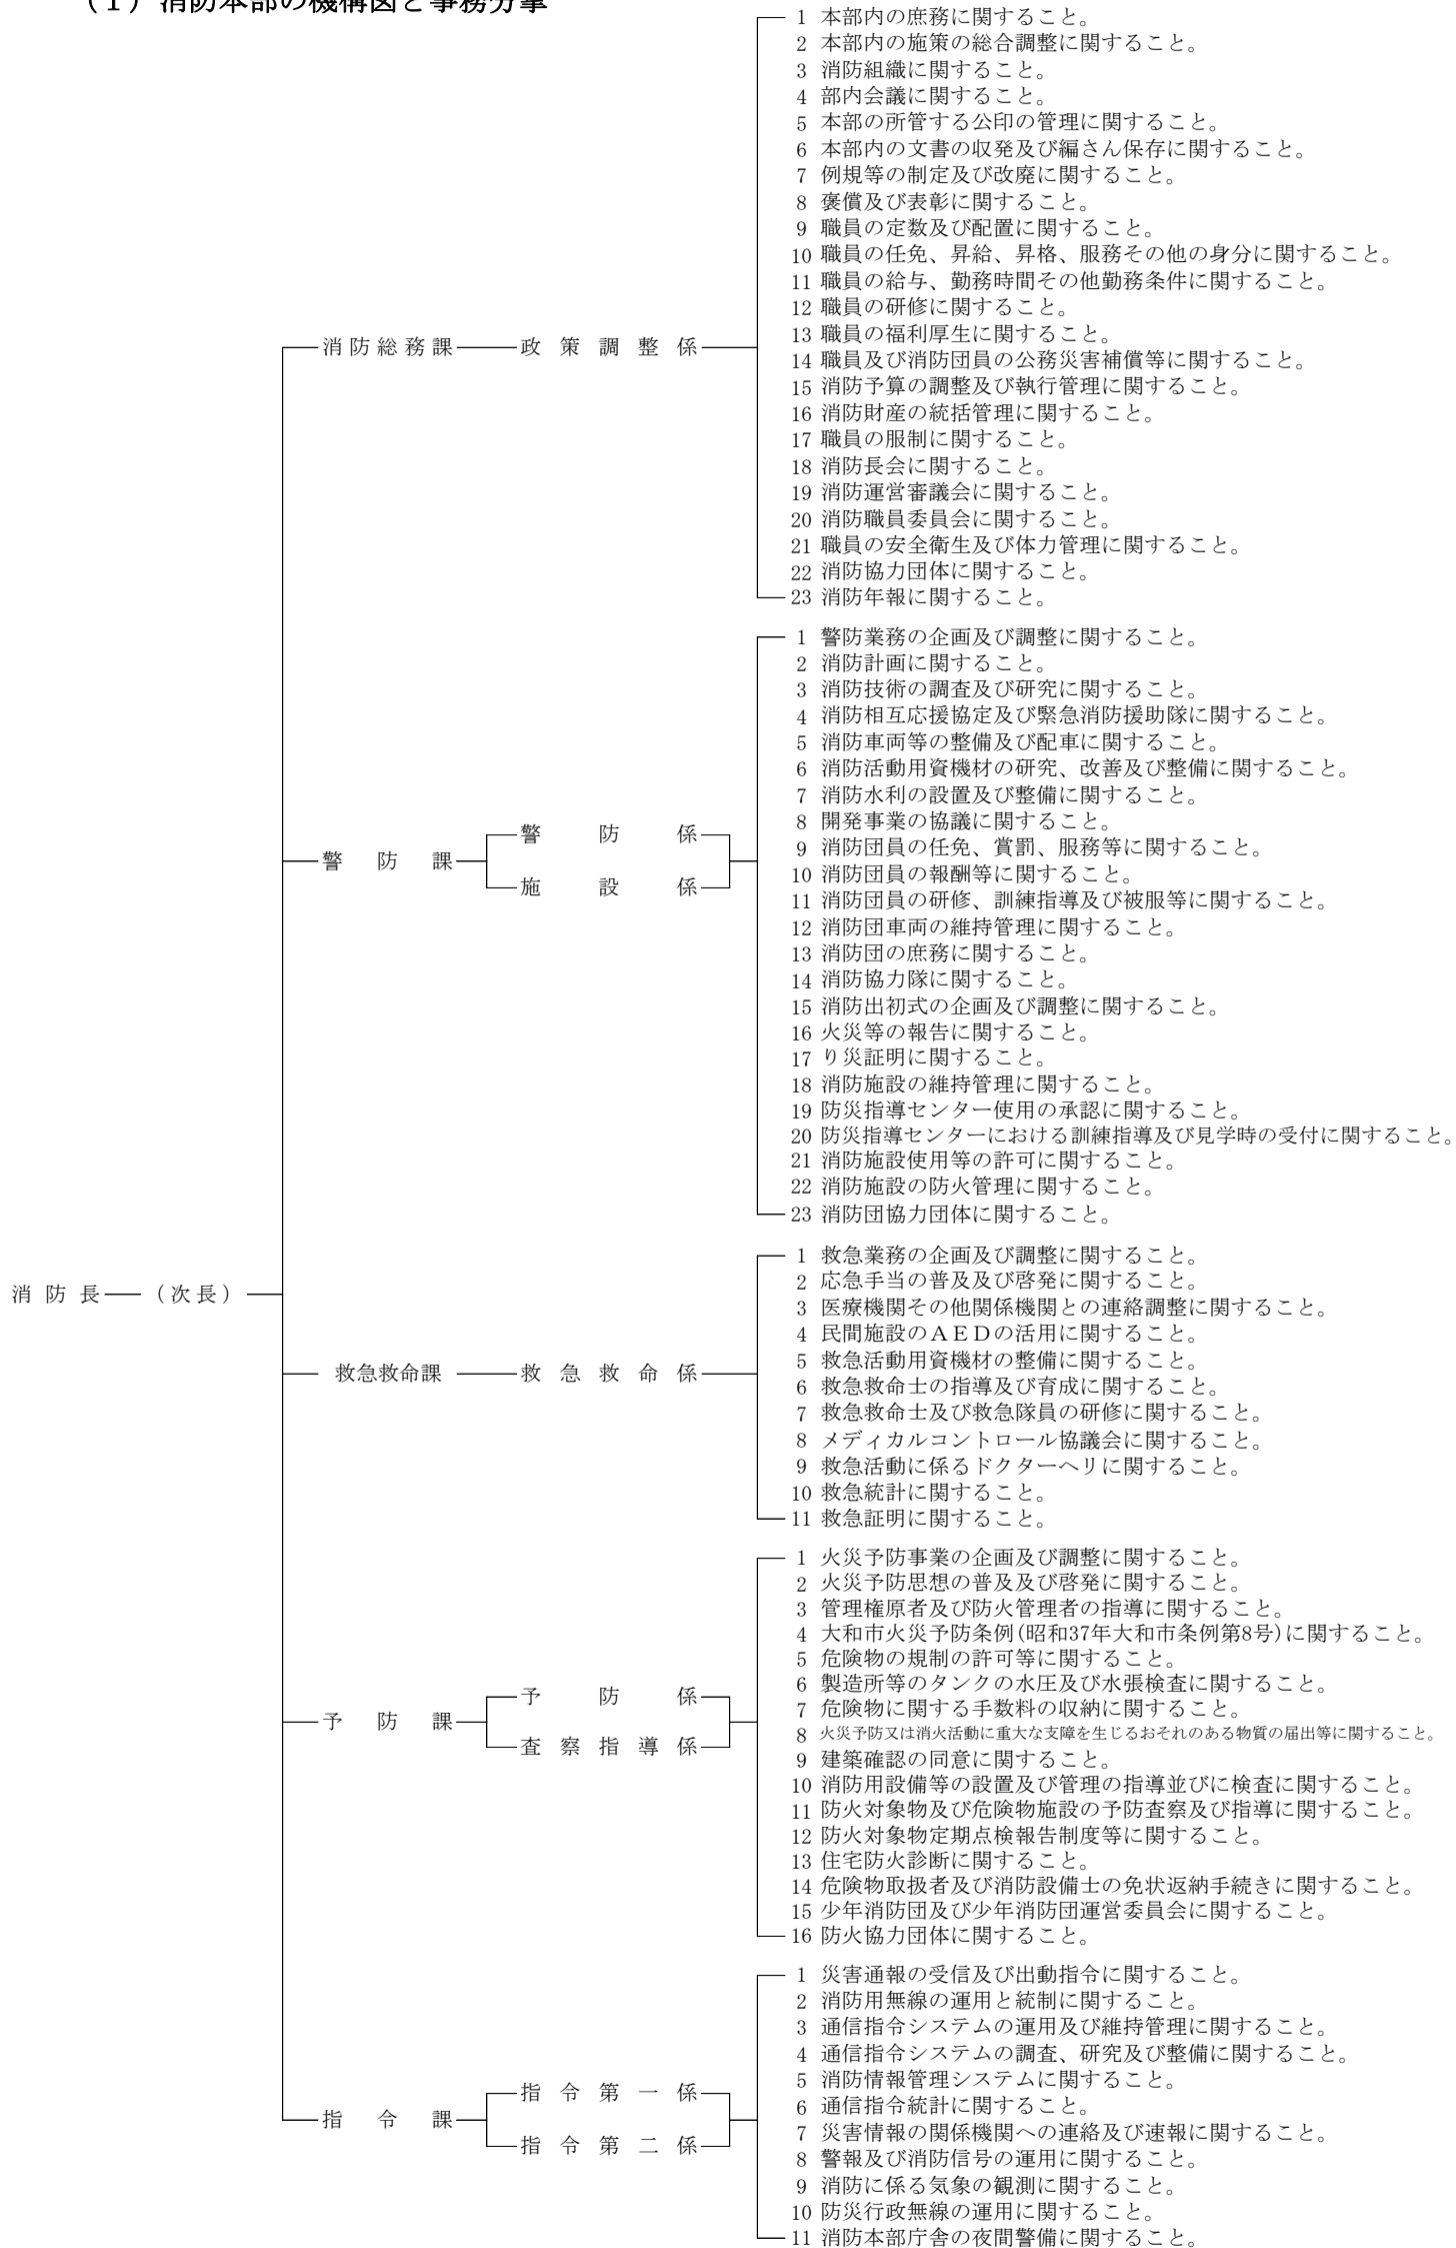 (1)消防本部の機構図と事務分掌
消防長
(次長)
消防総務課
政策調整係
1 本部内の庶務に関すること。
2 本部内の施策の総合調整に関すること。
3 消防組織に関すること。
4 部内会議に関すること。
5 本部の所管する公印の管理に関すること。
6 本部内の文書の収発及び編さん保存に関すること。
7 例規等の制定及び改廃に関すること。
8 褒償及び表彰に関すること。
9 職員の定数及び配置に関すること。
10 職員の任免、昇給、昇格、服務その他の身分に関すること。
11 職員の給与、勤務時間その他勤務条件に関すること。
12 職員の研修に関すること。
13 職員の福利厚生に関すること。
14 職員及び消防団員の公務災害補償等に関すること。
15 消防予算の調整及び執行管理に関すること。
16 消防財産の統括管理に関すること。
17 職員の服制に関すること。
18 消防長会に関すること。
19 消防運営審議会に関すること。
20 消防職員委員会に関すること。
21 職員の安全衛生及び体力管理に関すること。
22 消防協力団体に関すること。
23 消防年報に関すること。
警防課
警防係
施設係
1 警防業務の企画及び調整に関すること。
2 消防計画に関すること。
3 消防技術の調査及び研究に関すること。
4 消防相互応援協定及び緊急消防援助隊に関すること。
5 消防車両等の整備及び配車に関すること。
6 消防活動用資機材の研究、改善及び整備に関すること。
7 消防水利の設置及び整備に関すること。
8 開発事業の協議に関すること。
9 消防団員の任免、賞罰、服務等に関すること。
10 消防団員の報酬等に関すること。
11 消防団員の研修、訓練指導及び被服等に関すること。
12 消防団車両の維持管理に関すること。
13 消防団の庶務に関すること。
14 消防協力隊に関すること。
15 消防出初式の企画及び調整に関すること。
16 火災等の報告に関すること。
17 り災証明に関すること。
18 消防施設の維持管理に関すること。
19 防災指導センター使用の承認に関すること。
20 防災指導センターにおける訓練指導及び見学時の受付に関すること。
21 消防施設使用等の許可に関すること。
22 消防施設の防火管理に関すること。
23 消防団協力団体に関すること。
救急救命課
救急救命係
1 救急業務の企画及び調整に関すること。
2 応急手当の普及及び啓発に関すること。
3 医療機関その他関係機関との連絡調整に関すること。
4 民間施設のAEDの活用に関すること。
5 救急活動用資機材の整備に関すること。
6 救急救命士の指導及び育成に関すること。
7 救急救命士及び救急隊員の研修に関すること。
8 メディカルコントロール協議会に関すること。
9 救急活動に係るドクターヘリに関すること。
10 救急統計に関すること。
11 救急証明に関すること。
予防課
予防係
査察指導係
1 火災予防事業の企画及び調整に関すること。
2 火災予防思想の普及及び啓発に関すること。
3 管理権原者及び防火管理者の指導に関すること。
4 大和市火災予防条例(昭和37年大和市条例第8号)に関すること。
5 危険物の規制の許可等に関すること。
6 製造所等のタンクの水圧及び水張検査に関すること。
7 危険物に関する手数料の収納に関すること。
8 火災予防又は消火活動に重大な支障を生じるおそれのある物質の届出等に関すること。
9 建築確認の同意に関すること。
10 消防用設備等の設置及び管理の指導並びに検査に関すること。
11 防火対象物及び危険物施設の予防査察及び指導に関すること。
12 防火対象物定期点検報告制度等に関すること。
13 住宅防火診断に関すること。
14 危険物取扱者及び消防設備士の免状返納手続きに関すること。
15 少年消防団及び少年消防団運営委員会に関すること。
16 防火協力団体に関すること。
指令課
指令第一係
指令第二係
1 災害通報の受信及び出動指令に関すること。
2 消防用無線の運用と統制に関すること。
3 通信指令システムの運用及び維持管理に関すること。
4 通信指令システムの調査、研究及び整備に関すること。
5 消防情報管理システムに関すること。
6 通信指令統計に関すること。
7 災害情報の関係機関への連絡及び速報に関すること。
8 警報及び消防信号の運用に関すること。
9 消防に係る気象の観測に関すること。
10 防災行政無線の運用に関すること。
11 消防本部庁舎の夜間警備に関すること。